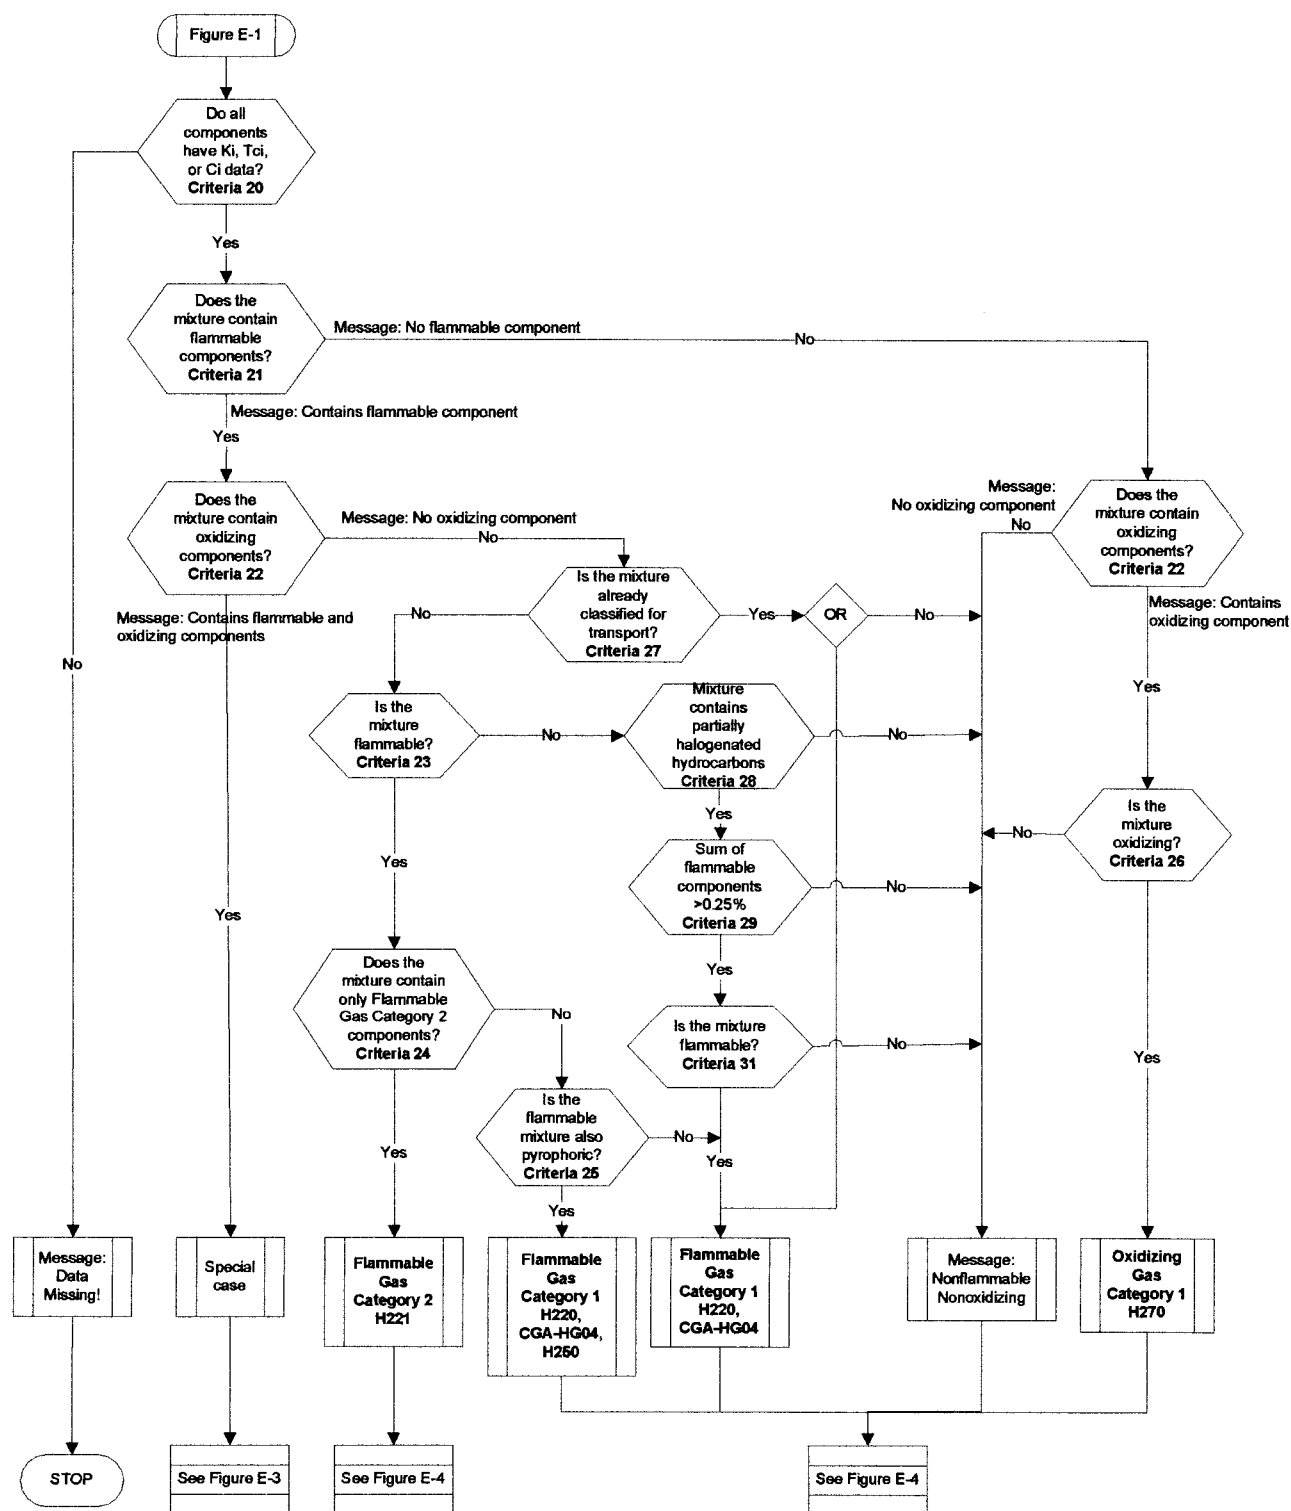 Figure E-1
Do all
components
have Ki, Tci,
or Ci data?
Criteria 20
Yes
Does the
mixture contain
flammable
components?
Criteria 21
Message: No flammable component
No
Message: Contains flammable component
Yes
Does the
mixture contain
oxidizing
components?
Criteria 22
Message: No oxidizing component
No
Message:
No oxidizing component
No
Does the
mixture contain
oxidizing
components?
Criteria 22
Message: Contains
oxidizing component
Yes
Is the mixture
already
classified for
transport?
Criteria 27
No
Yes
OR
No
Message: Contains flammable and
oxidizing components
No
Is the
mixture
flammable?
Criteria 23
No
Mixture
contains
partially
halogenated
hydrocarbons
Criteria 28
No
Yes
Is the
mixture
oxidizing?
Criteria 26
No
Yes
Sum of
flammable
components
>0.25%
Criteria 29
No
Yes
Yes
Does the
mixture contain
only Flammable
Gas Category 2
components?
Criteria 24
No
Yes
Is the mixture
flammable?
Criteria 31
No
Yes
Is the
flammable
mixture also
pyrophoric?
Criteria 25
No
Yes
Yes
Yes
Message:
Data
Missing!
Special
case
Flammable
Gas
Category 2
H221
Flammable
Gas
Category 1
H220,
CGA-HG04,
H250
Flammable
Gas
Category 1
H220,
CGA-HG04
Message:
Nonflammable
Nonoxidizing
Oxidizing
Gas
Category 1
H270
STOP
See Figure E-3
See Figure E-4
See Figure E-4